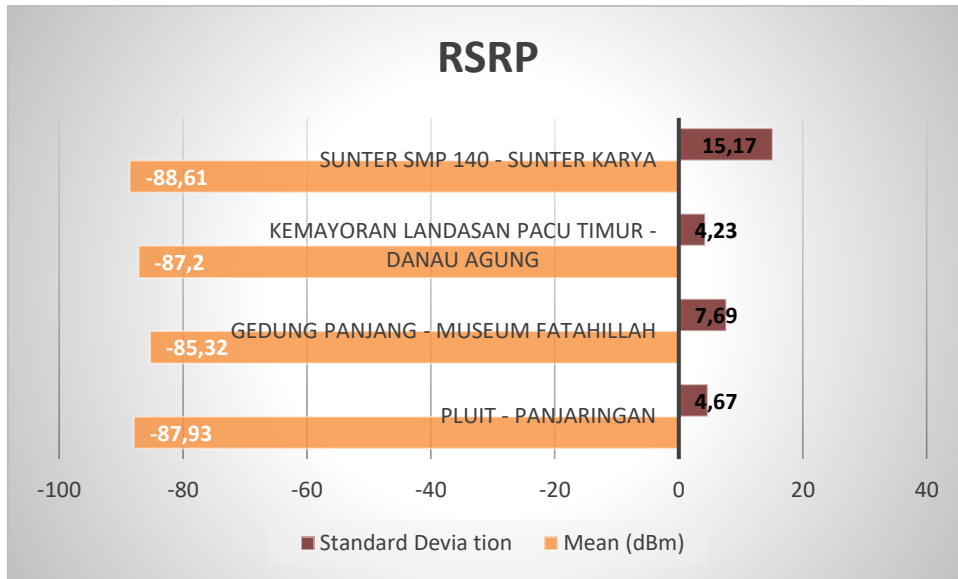 RSRP
15,17
SUNTER SMP 140 - SUNTER KARYA
-88,61
KEMAYORAN LANDASAN PACU TIMUR -
DANAU AGUNG
4,23
-87,2
7,69
GEDUNG PANJANG - MUSEUM FATAHILLAH
-85,32
4,67
PLUIT - PANJARINGAN
-87,93
-100 -80 -60 -40 -20 0 20 40
Standard Devia tion Mean (dBm)